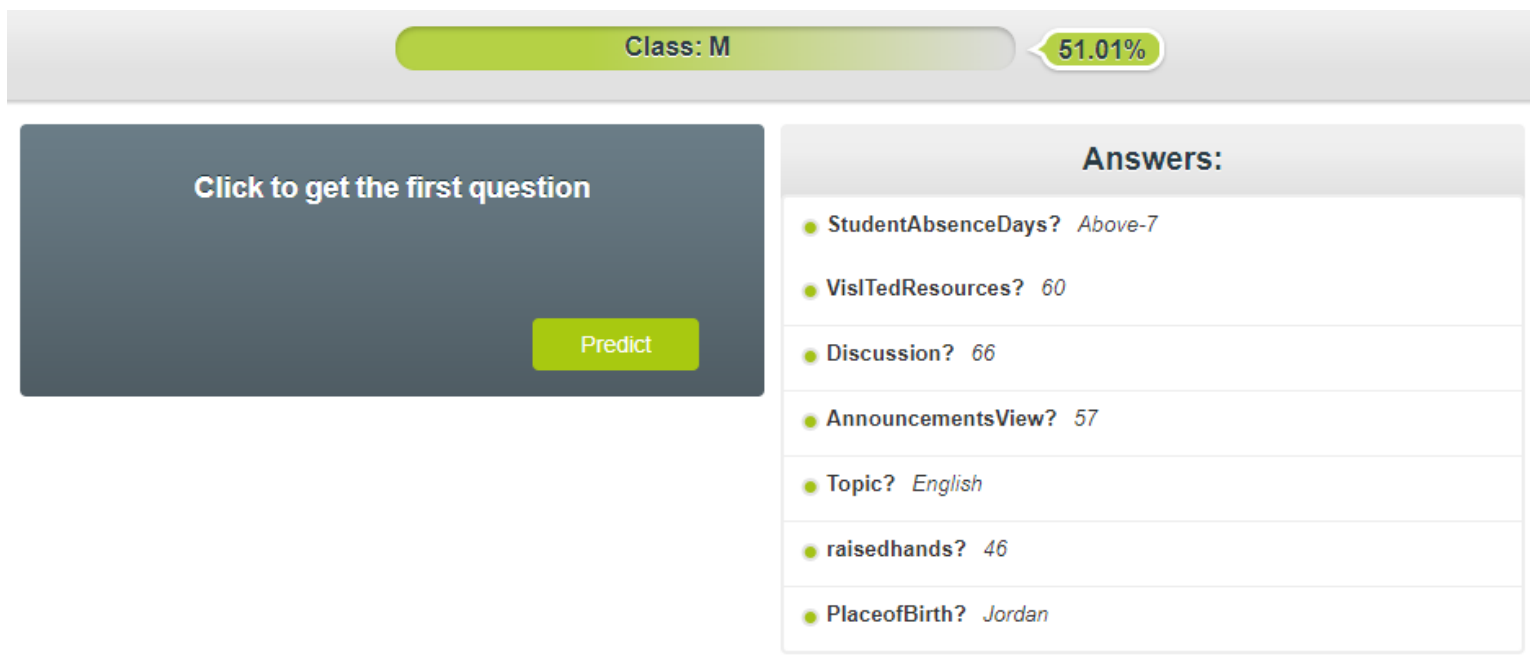 Class: M
51.01%
Click to get the first question
Predict
Answers:
StudentAbsenceDays? Above-7
VisITedResources? 60
Discussion? 66
AnnouncementsView? 57
Topic? English
raisedhands? 46
PlaceofBirth? Jordan